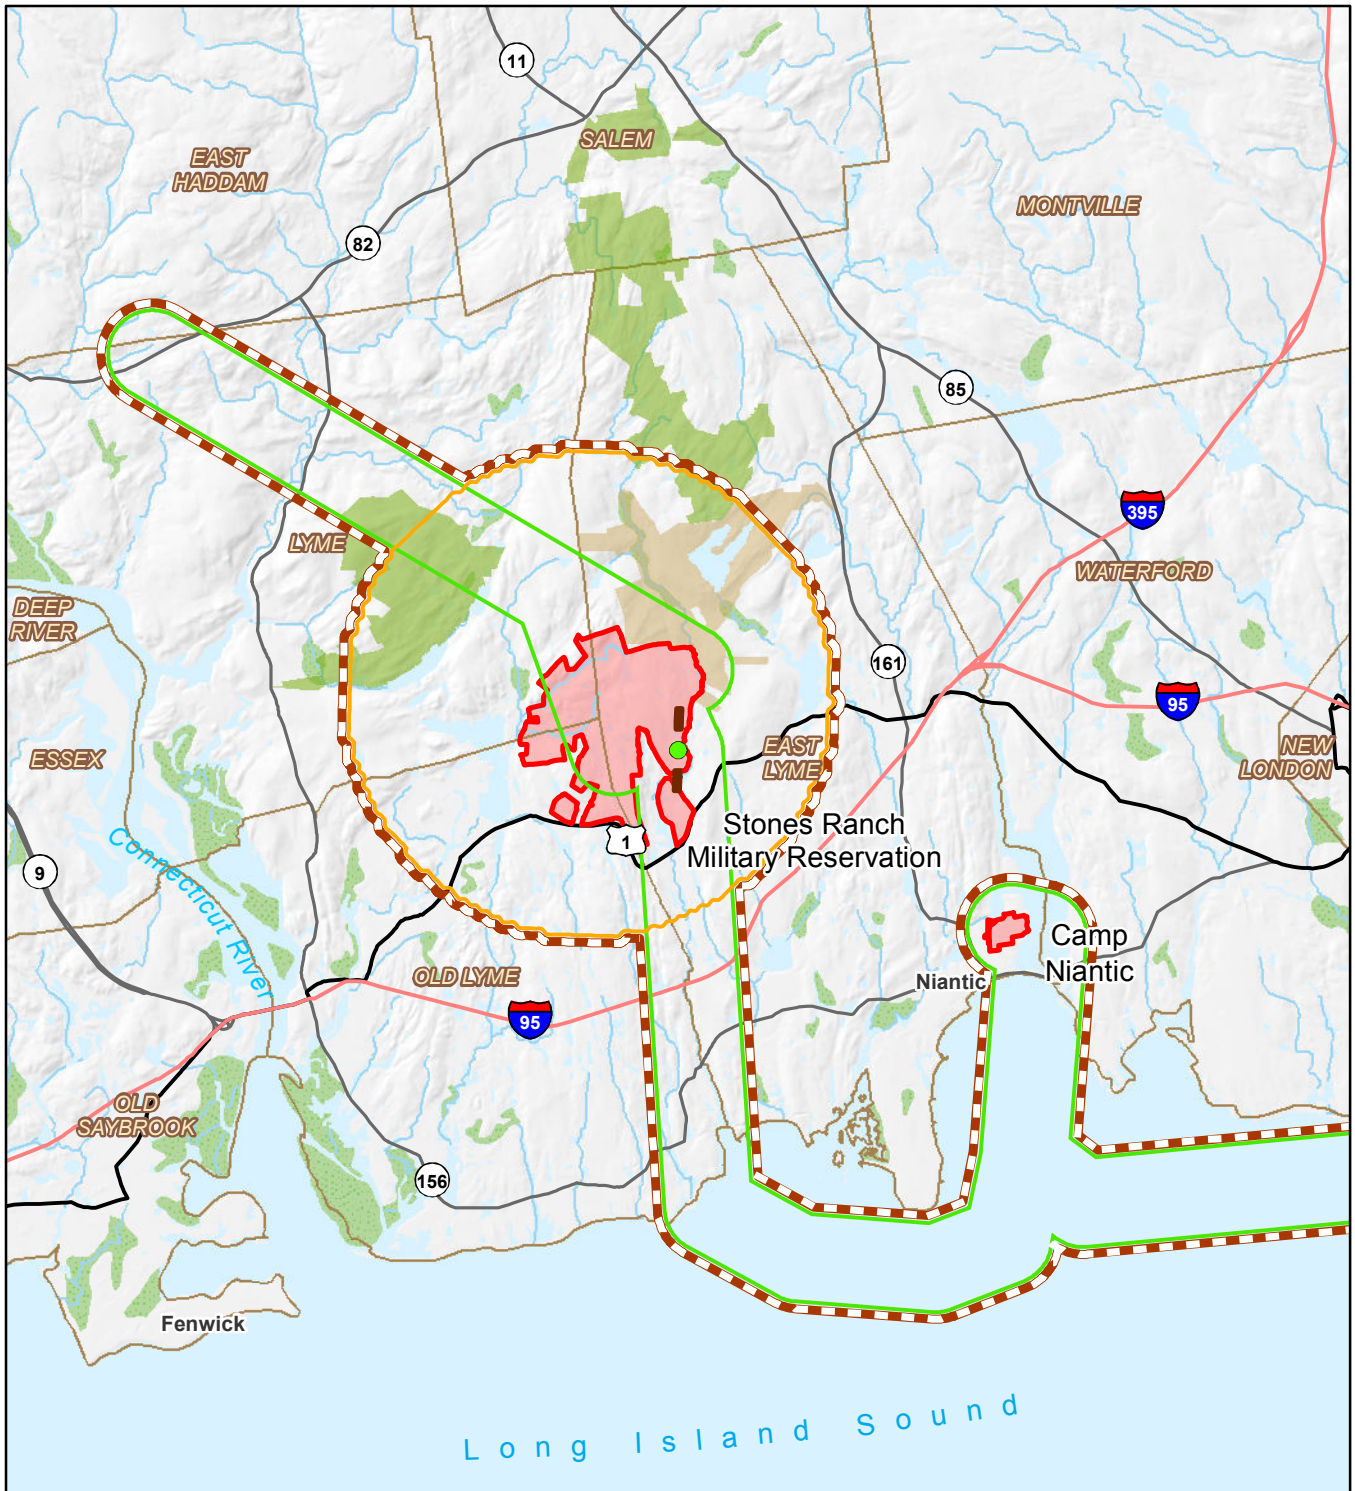 11
SALEM
EAST
HADDAM
MONTVILLE
82
85
395
LYME
WATERFORD
DEEP
RIVER
161
95
ESSEX
EAST
LYME
NEW
LONDON
Stones Ranch
Military Reservation
1
9
Connecticut River
Camp
Niantic
OLD LYME
Niantic
95
OLD
SAYBROOK
156
Fenwick
Long Island Sound